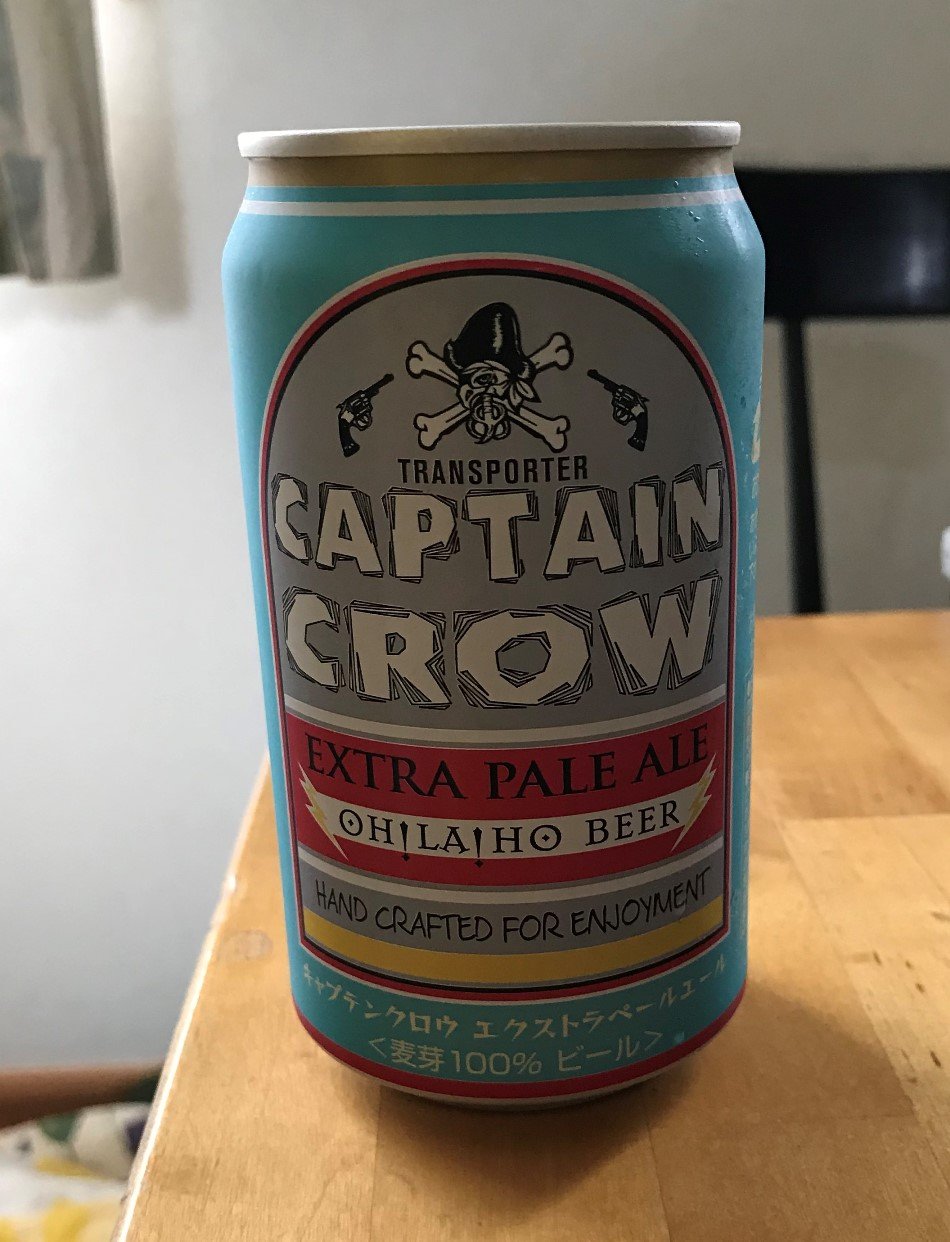 TRANSPORTER
CAPTAIN
CROW
EXTRA PALE ALE
OH!LA!HO BEER
HAND CRAFTED FOR ENJOYMENT
キャプテンクロウ エクストラペールエール
<麦芽100% ビール>